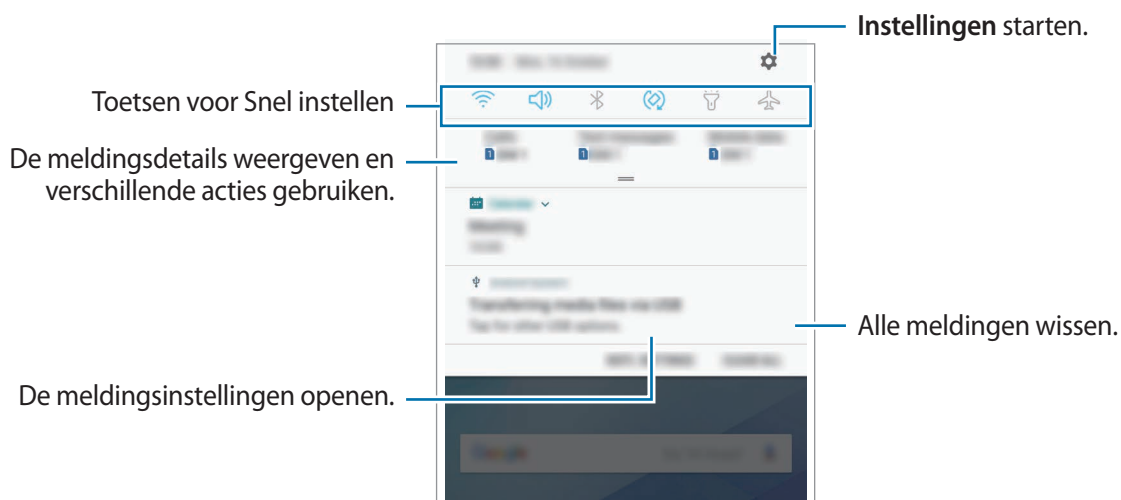 Instellingen starten.
Toetsen voor Snel instellen
De meldingsdetails weergeven en
verschillende acties gebruiken.
Meeting
Transferring media files via USB
Tap for other USB options.
Alle meldingen wissen.
De meldingsinstellingen openen.